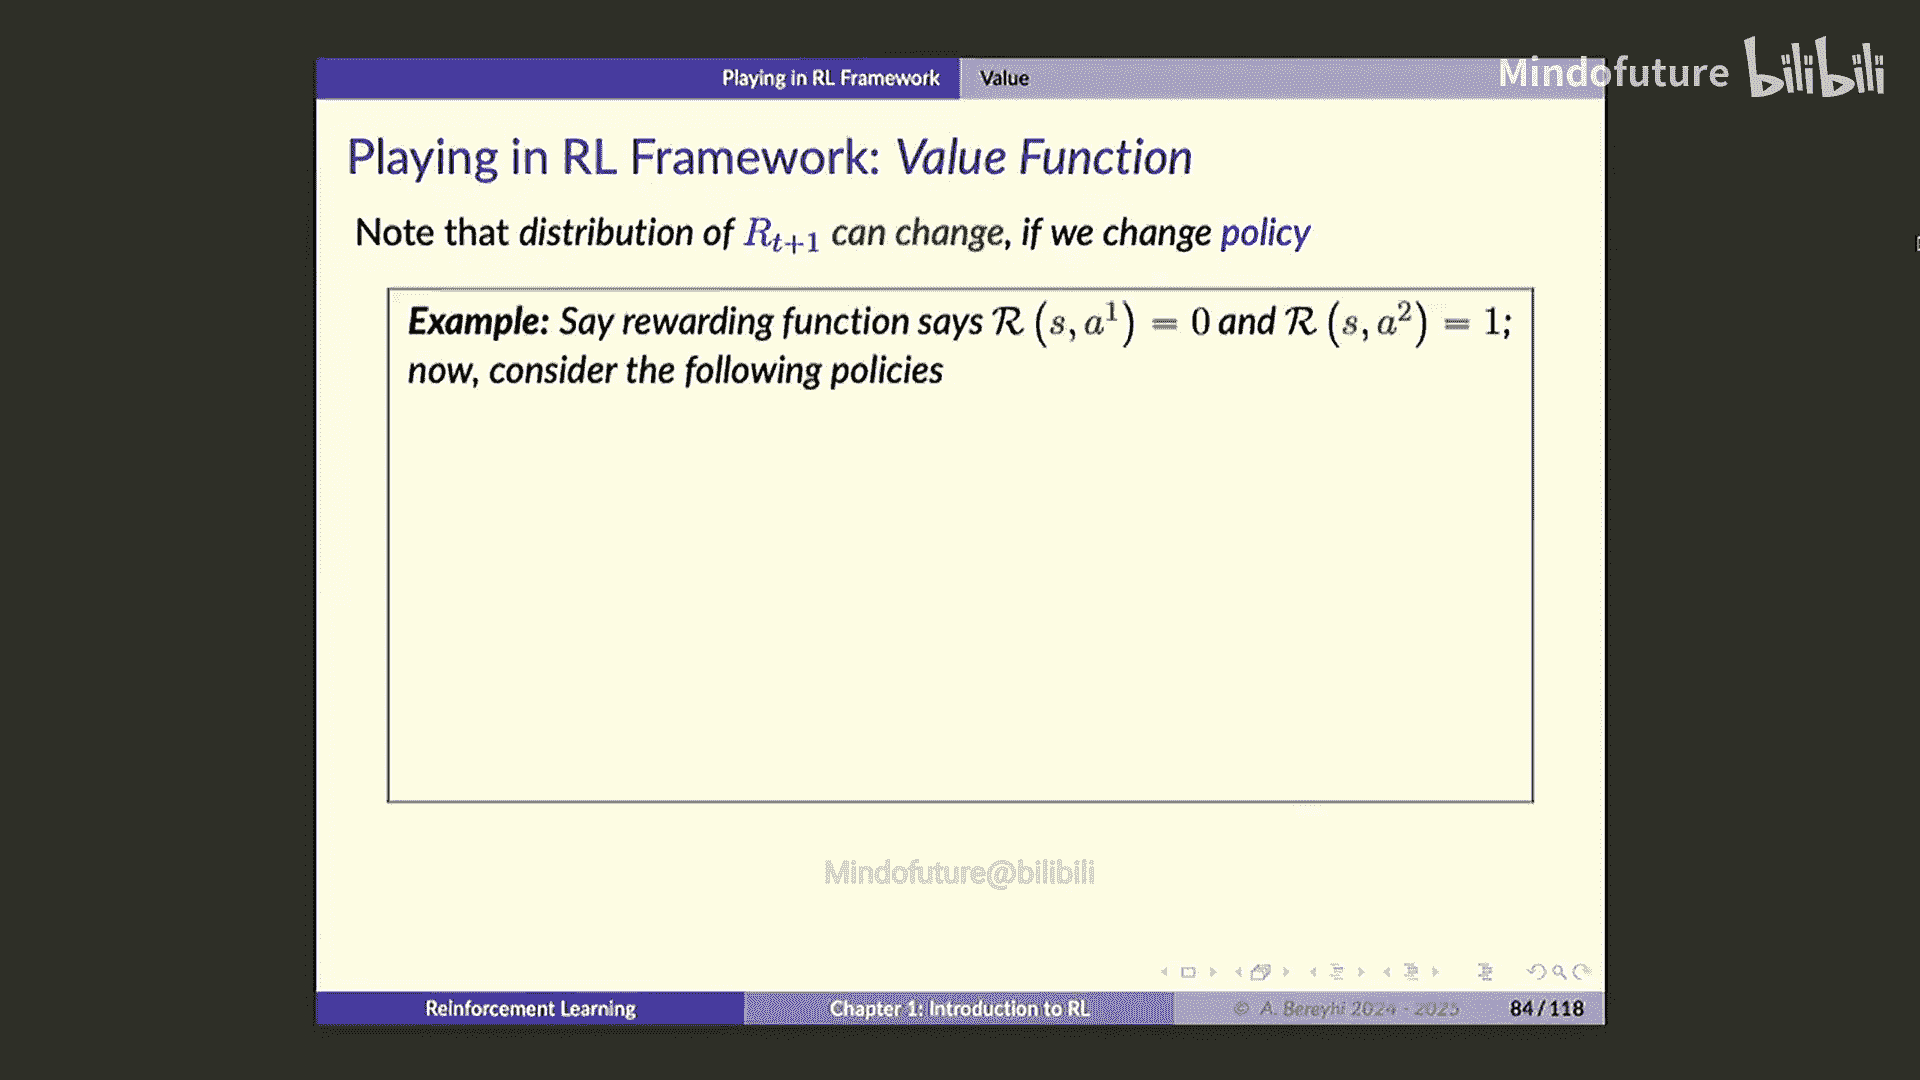 Playing in RL Framework Value
Mindofuture bilibili
Playing in RL Framework: Value Function
Note that distribution of R_{t+1} can change, if we change policy
Example: Say rewarding function says ℛ (s, a¹) = 0 and ℛ (s, a²) = 1;
now, consider the following policies
Mindofuture@bilibili
Reinforcement Learning Chapter 1: Introduction to RL © A. Bereyhi 2024 - 2025 84 / 118